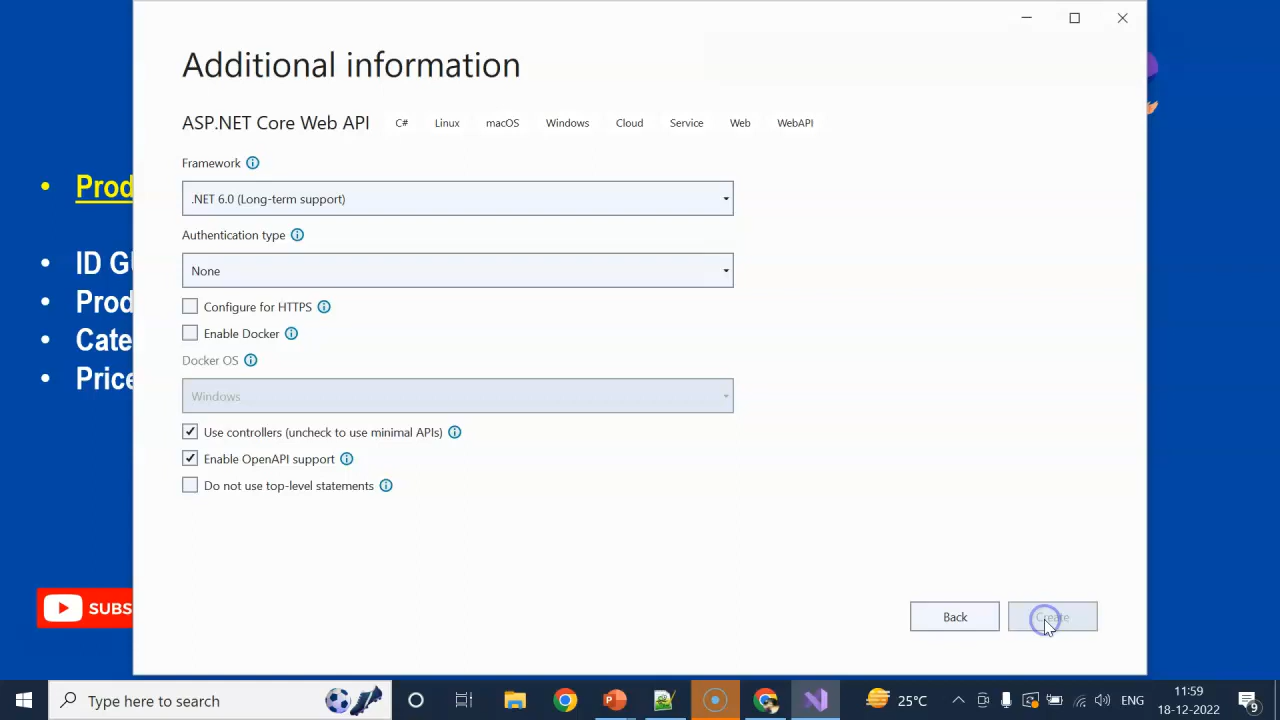 Additional information
ASP.NET Core Web API C# Linux macOS Windows Cloud Service Web WebAPI
Framework
.NET 6.0 (Long-term support)
Authentication type
None
Configure for HTTPS
Enable Docker
Docker OS
Windows
Use controllers (uncheck to use minimal APIs)
Enable OpenAPI support
Do not use top-level statements
Back Create
• Prod
• ID GU
• Prod
• Cate
• Price
SUBS
Type here to search
25°C
ENG
11:59
18-12-2022
9